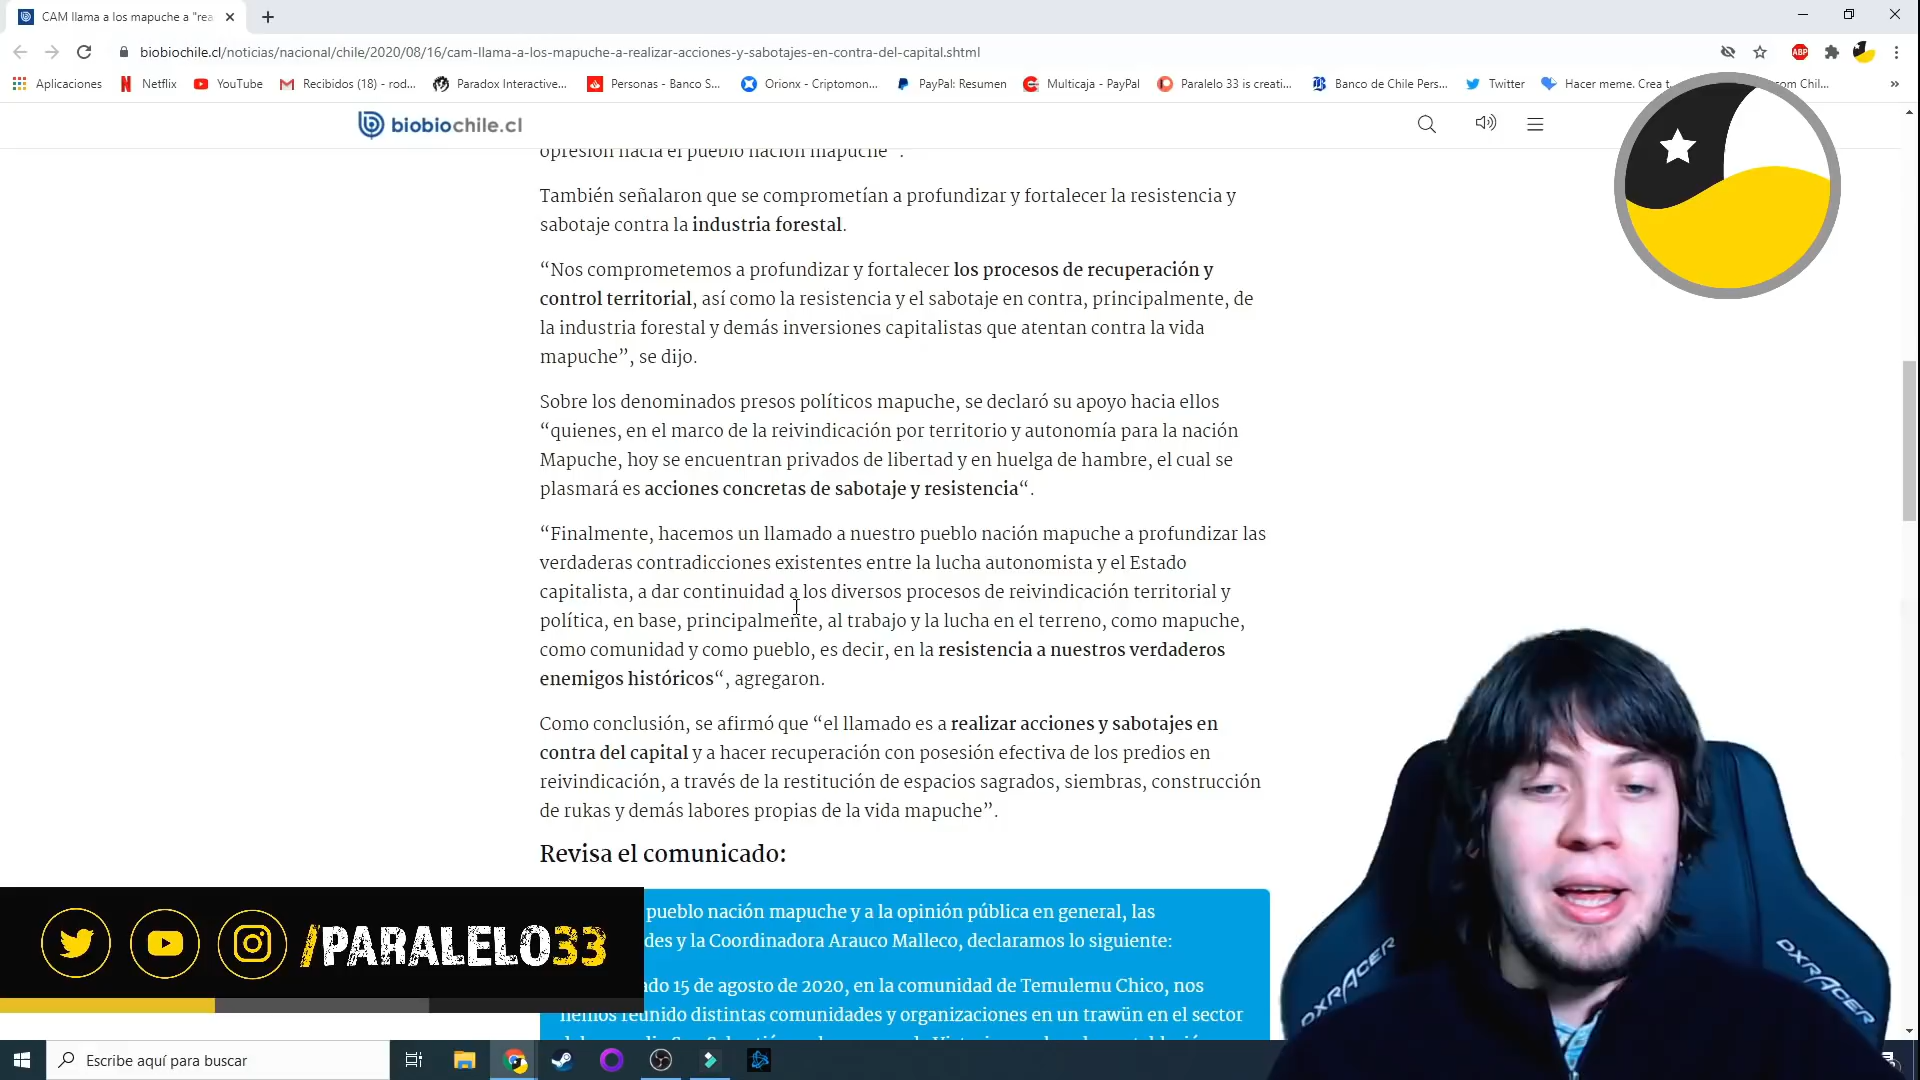 CAM llama a los mapuche a "rea
biobiochile.cl/noticias/nacional/chile/2020/08/16/cam-llama-a-los-mapuche-a-realizar-acciones-y-sabotajes-en-contra-del-capital.shtml
ABP
Aplicaciones
Netflix
YouTube
Recibidos (18) - rod...
Paradox Interactive...
Personas - Banco S...
Orionx - Criptomon...
PayPal: Resumen
Multicaja - PayPal
Paralelo 33 is creati...
Banco de Chile Pers...
Twitter
Hacer meme. Crea t...
om Chil...
»
biobiochile.cl
opresión hacia el pueblo nación mapuche”.
También señalaron que se comprometían a profundizar y fortalecer la resistencia y
sabotaje contra la industria forestal.
“Nos comprometemos a profundizar y fortalecer los procesos de recuperación y
control territorial, así como la resistencia y el sabotaje en contra, principalmente, de
la industria forestal y demás inversiones capitalistas que atentan contra la vida
mapuche”, se dijo.
Sobre los denominados presos políticos mapuche, se declaró su apoyo hacia ellos
“quienes, en el marco de la reivindicación por territorio y autonomía para la nación
Mapuche, hoy se encuentran privados de libertad y en huelga de hambre, el cual se
plasmará es acciones concretas de sabotaje y resistencia“.
“Finalmente, hacemos un llamado a nuestro pueblo nación mapuche a profundizar las
verdaderas contradicciones existentes entre la lucha autonomista y el Estado
capitalista, a dar continuidad a los diversos procesos de reivindicación territorial y
política, en base, principalmente, al trabajo y la lucha en el terreno, como mapuche,
como comunidad y como pueblo, es decir, en la resistencia a nuestros verdaderos
enemigos históricos“, agregaron.
Como conclusión, se afirmó que “el llamado es a realizar acciones y sabotajes en
contra del capital y a hacer recuperación con posesión efectiva de los predios en
reivindicación, a través de la restitución de espacios sagrados, siembras, construcción
de rukas y demás labores propias de la vida mapuche”.
Revisa el comunicado:
pueblo nación mapuche y a la opinión pública en general, las
des y la Coordinadora Arauco Malleco, declaramos lo siguiente:
ado 15 de agosto de 2020, en la comunidad de Temulemu Chico, nos
hemos reunido distintas comunidades y organizaciones en un trawün en el sector
/PARALELO33
DXRACER
DXRACER
Escribe aquí para buscar